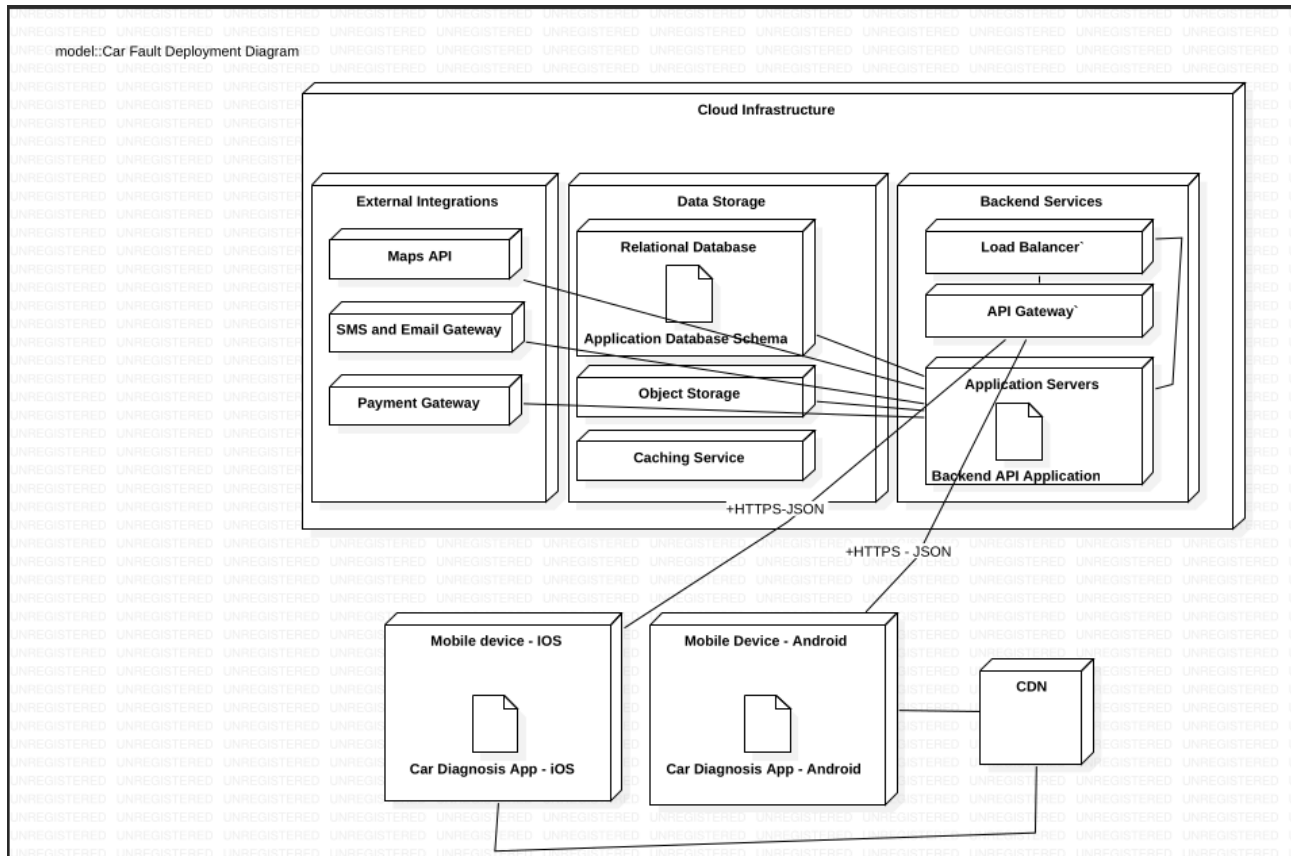 model::Car Fault Deployment Diagram
Cloud Infrastructure
External Integrations
Maps API
SMS and Email Gateway
Payment Gateway
Data Storage
Relational Database
Application Database Schema
Object Storage
Caching Service
Backend Services
Load Balancer`
API Gateway`
Application Servers
Backend API Application
+HTTPS-JSON
+HTTPS - JSON
Mobile device - IOS
Car Diagnosis App - iOS
Mobile Device - Android
Car Diagnosis App - Android
CDN
UNREGISTERED